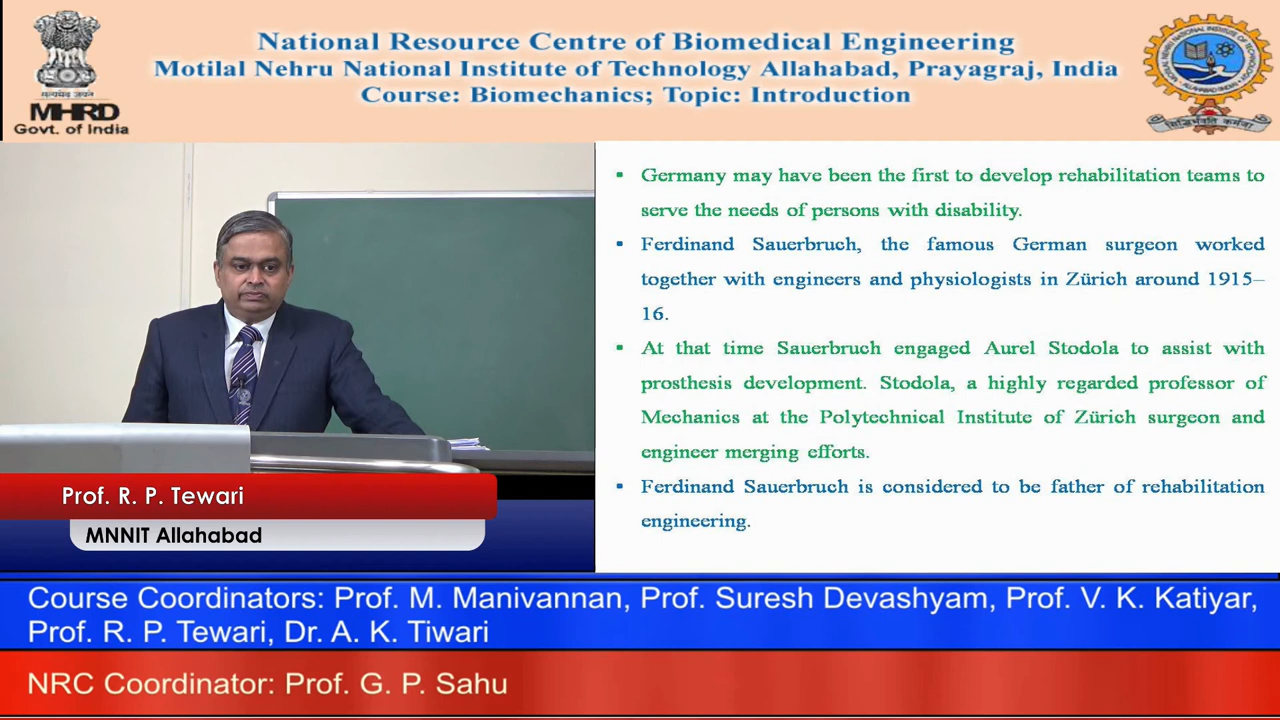 National Resource Centre of Biomedical Engineering
Motilal Nehru National Institute of Technology Allahabad, Prayagraj, India
Course: Biomechanics; Topic: Introduction
सत्यमेव जयते
MHRD
Govt. of India
▪ Germany may have been the first to develop rehabilitation teams to
serve the needs of persons with disability.
▪ Ferdinand Sauerbruch, the famous German surgeon worked
together with engineers and physiologists in Zürich around 1915–
16.
▪ At that time Sauerbruch engaged Aurel Stodola to assist with
prosthesis development. Stodola, a highly regarded professor of
Mechanics at the Polytechnical Institute of Zürich surgeon and
engineer merging efforts.
▪ Ferdinand Sauerbruch is considered to be father of rehabilitation
engineering.
Prof. R. P. Tewari
MNNIT Allahabad
Course Coordinators: Prof. M. Manivannan, Prof. Suresh Devashyam, Prof. V. K. Katiyar,
Prof. R. P. Tewari, Dr. A. K. Tiwari
NRC Coordinator: Prof. G. P. Sahu